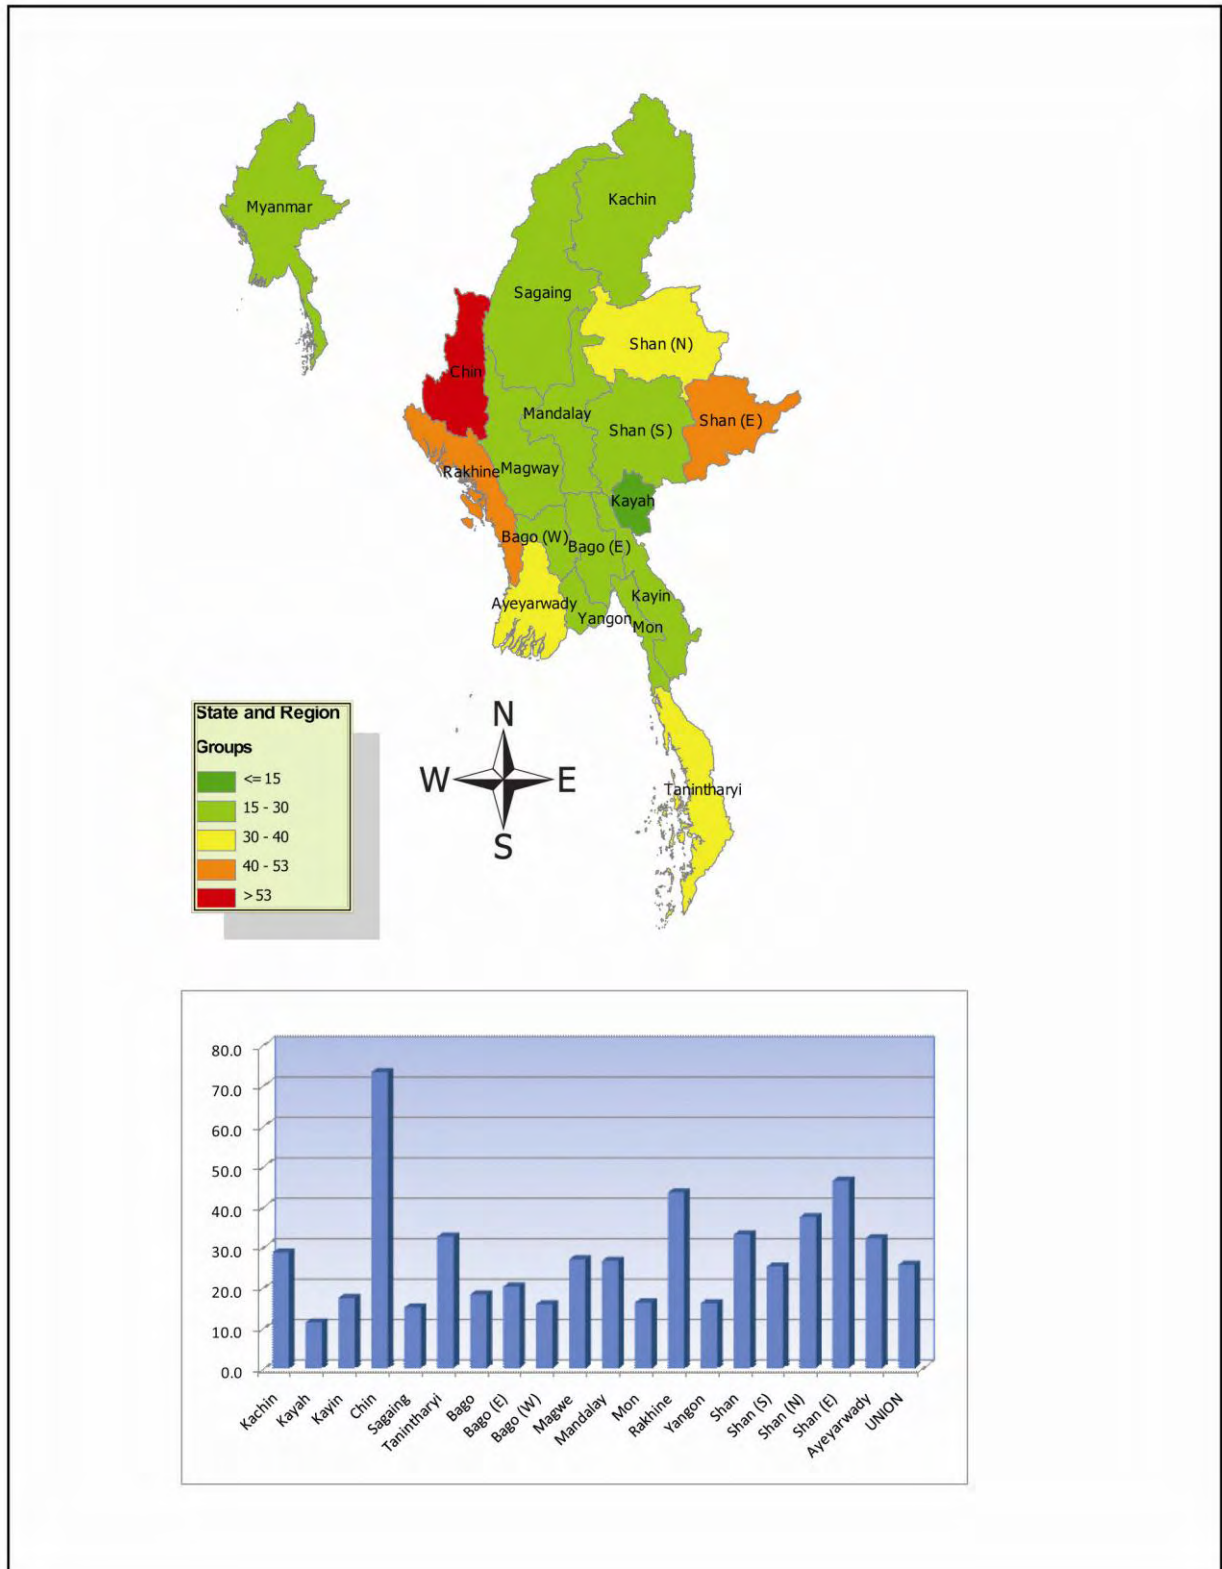 Myanmar
Kachin
Sagaing
Shan (N)
Chin
Mandalay
Shan (S)
Shan (E)
Rakhine
Magway
Kayah
Bago (W)
Bago (E)
Ayeyarwady
Yangon
Kayin
Mon
Tanintharyi
State and Region
Groups
<= 15
15 - 30
30 - 40
40 - 53
> 53
N
W
E
S
80.0
70.0
60.0
50.0
40.0
30.0
20.0
10.0
0.0
Kachin
Kayah
Kayin
Chin
Sagaing
Tanintharyi
Bago
Bago (E)
Bago (W)
Magwe
Mandalay
Mon
Rakhine
Yangon
Shan
Shan (S)
Shan (N)
Shan (E)
Ayeyarwady
UNION